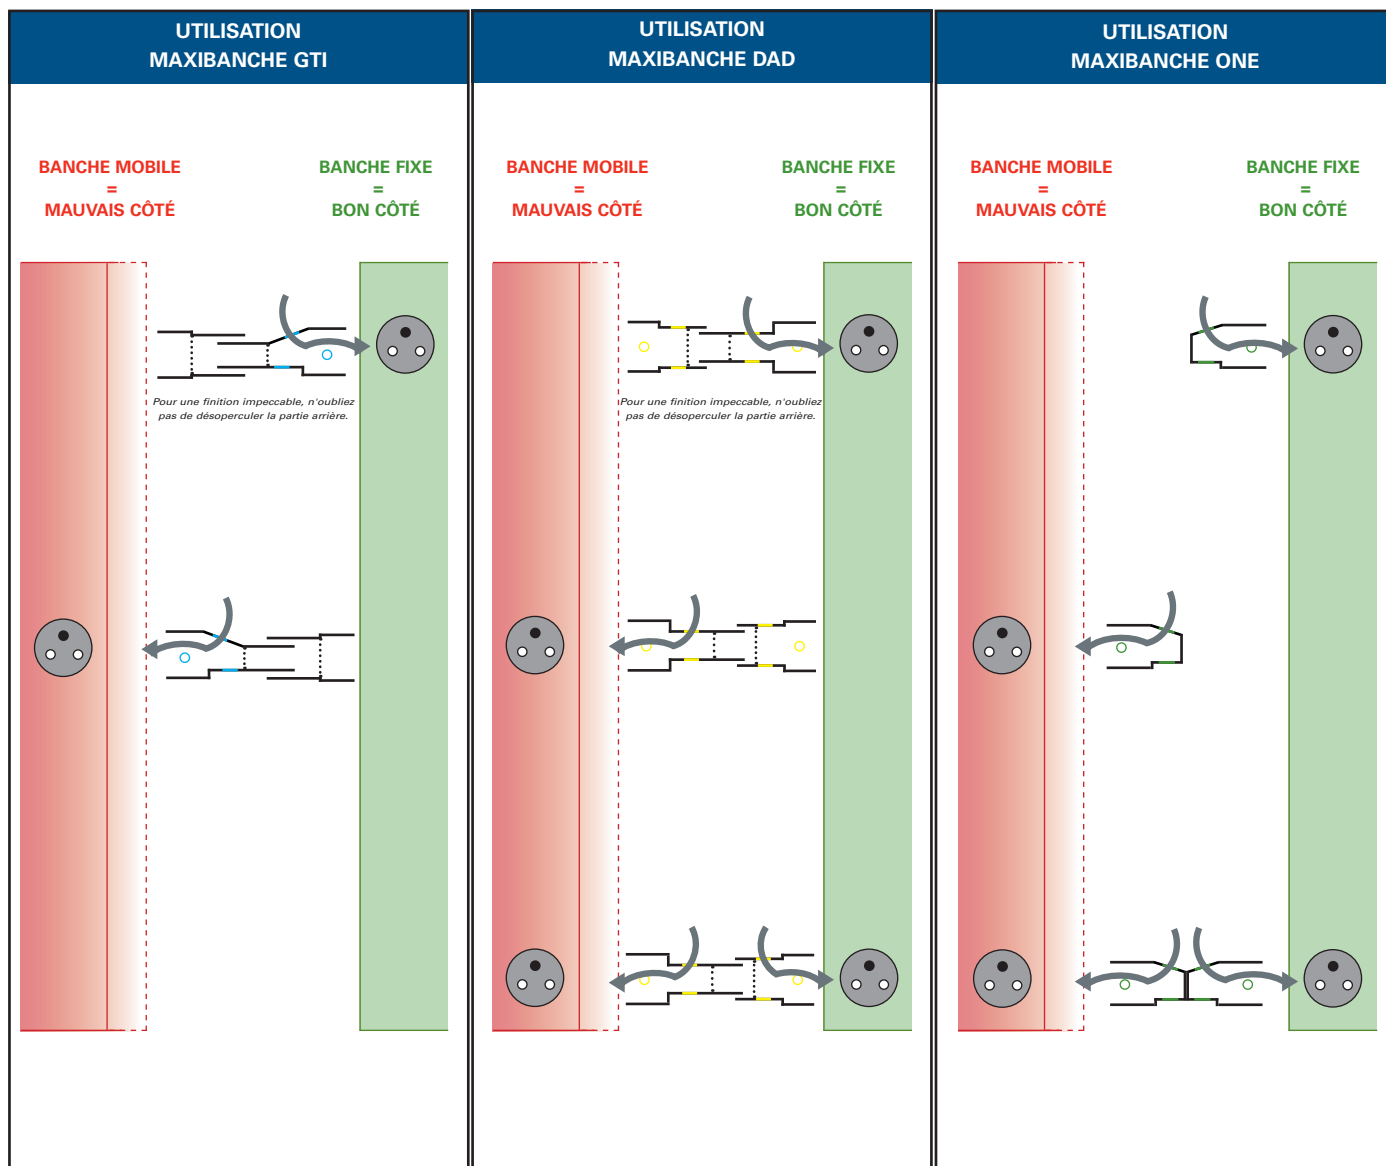 UTILISATION
MAXIBANCHE GTI
BANCHE MOBILE
=
MAUVAIS CÔTÉ
BANCHE FIXE
=
BON CÔTÉ
Pour une finition impeccable, n'oubliez
pas de désoperculer la partie arrière.
UTILISATION
MAXIBANCHE DAD
BANCHE MOBILE
=
MAUVAIS CÔTÉ
BANCHE FIXE
=
BON CÔTÉ
Pour une finition impeccable, n'oubliez
pas de désoperculer la partie arrière.
UTILISATION
MAXIBANCHE ONE
BANCHE MOBILE
=
MAUVAIS CÔTÉ
BANCHE FIXE
=
BON CÔTÉ